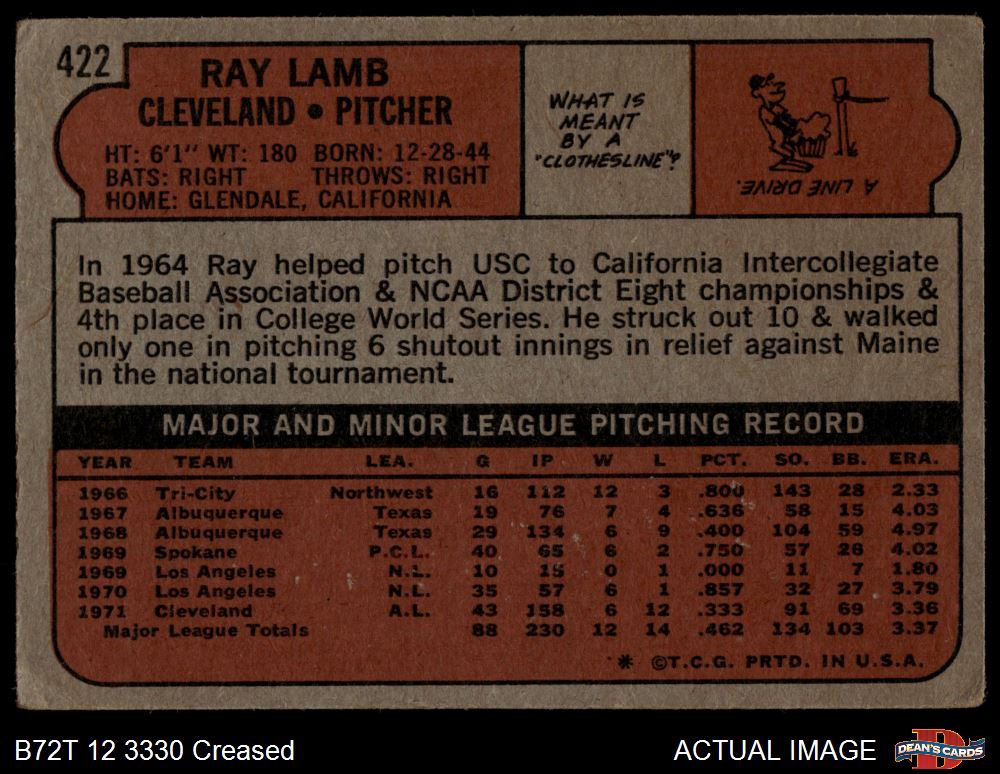 422
RAY LAMB
CLEVELAND • PITCHER
HT: 6'1" WT: 180 BORN: 12-28-44
BATS: RIGHT THROWS: RIGHT
HOME: GLENDALE, CALIFORNIA
WHAT IS
MEANT
BY A
"CLOTHESLINE"?
A LINE DRIVE.
In 1964 Ray helped pitch USC to California Intercollegiate
Baseball Association & NCAA District Eight championships &
4th place in College World Series. He struck out 10 & walked
only one in pitching 6 shutout innings in relief against Maine
in the national tournament.
MAJOR AND MINOR LEAGUE PITCHING RECORD
YEAR TEAM LEA. G IP W L PCT. SO. BB. ERA.
1966 Tri-City Northwest 16 112 12 3 .800 143 28 2.33
1967 Albuquerque Texas 19 76 7 4 .636 58 15 4.03
1968 Albuquerque Texas 29 134 6 9 .400 104 59 4.97
1969 Spokane P.C.L. 40 65 6 2 .750 57 26 4.02
1969 Los Angeles N.L. 10 15 0 1 .000 11 7 1.80
1970 Los Angeles N.L. 35 57 6 1 .857 32 27 3.79
1971 Cleveland A.L. 43 158 6 12 .333 91 69 3.36
Major League Totals 88 230 12 14 .462 134 103 3.37
* ©T.C.G. PRTD. IN U.S.A.
B72T 12 3330 Creased
ACTUAL IMAGE
DEAN'S CARDS